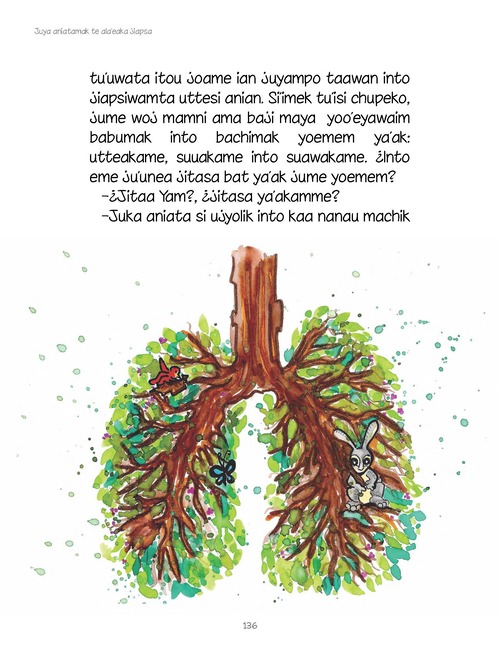 Juya aniatamak te ala'eaka jiapsa
tu'uwata itou joame ian juyampo taawan into
jiapsiwamta uttesi anian. Si'imek tu'isi chupeko,
jume woj mamni ama baji maya yoo'eyawaim
babumak into bachimak yoemem ya'ak:
utteakame, suuakame into suawakame. ¿Into
eme ju'unea jitasa bat ya'ak jume yoemem?
–¿Jitaa Yam?, ¿jitasa ya'akamme?
–Juka aniata si ujyolik into kaa nanau machik
136